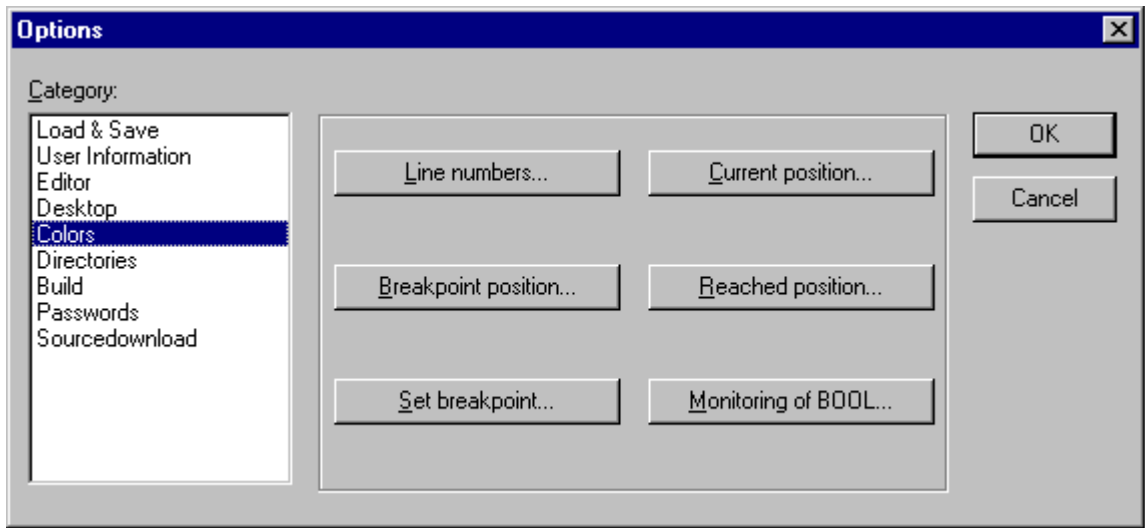 Options
Category:
Load & Save
User Information
Editor
Desktop
Colors
Directories
Build
Passwords
Sourcedownload
Line numbers...
Current position...
Breakpoint position...
Reached position...
Set breakpoint...
Monitoring of BOOL...
OK
Cancel